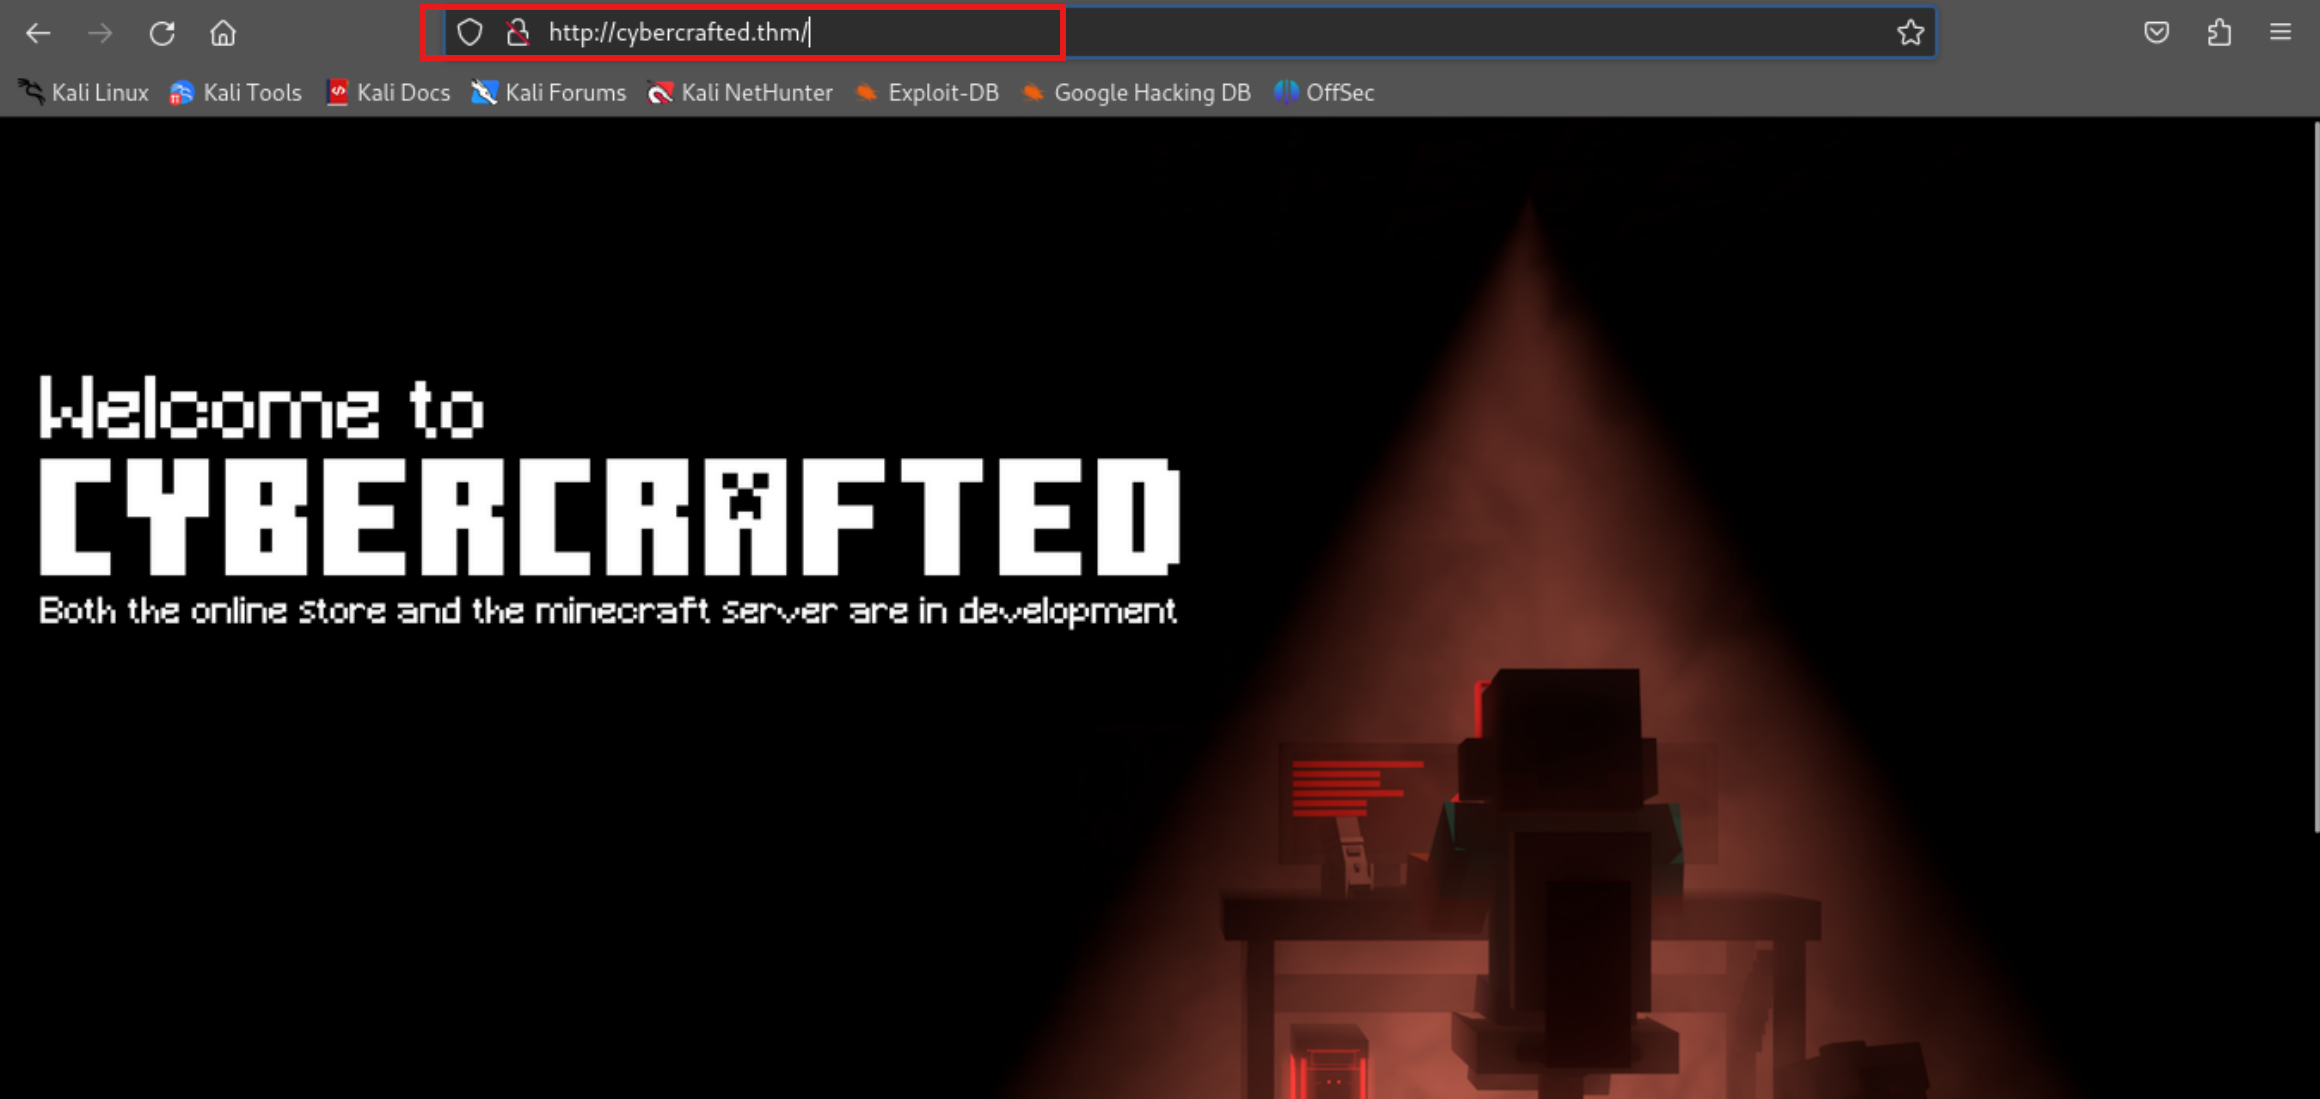 http://cybercrafted.thm/
Kali Linux Kali Tools Kali Docs Kali Forums Kali NetHunter Exploit-DB Google Hacking DB OffSec
Welcome to
CYBERCRAFTED
Both the online store and the minecraft server are in development